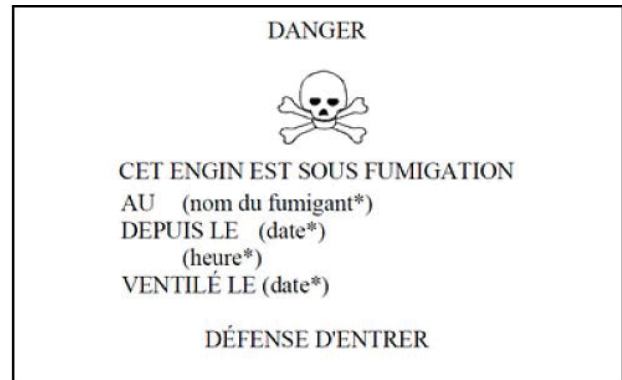 DANGER
CET ENGIN EST SOUS FUMIGATION
AU (nom du fumigant*)
DEPUIS LE (date*)
(heure*)
VENTILÉ LE (date*)
DÉFENSE D'ENTRER